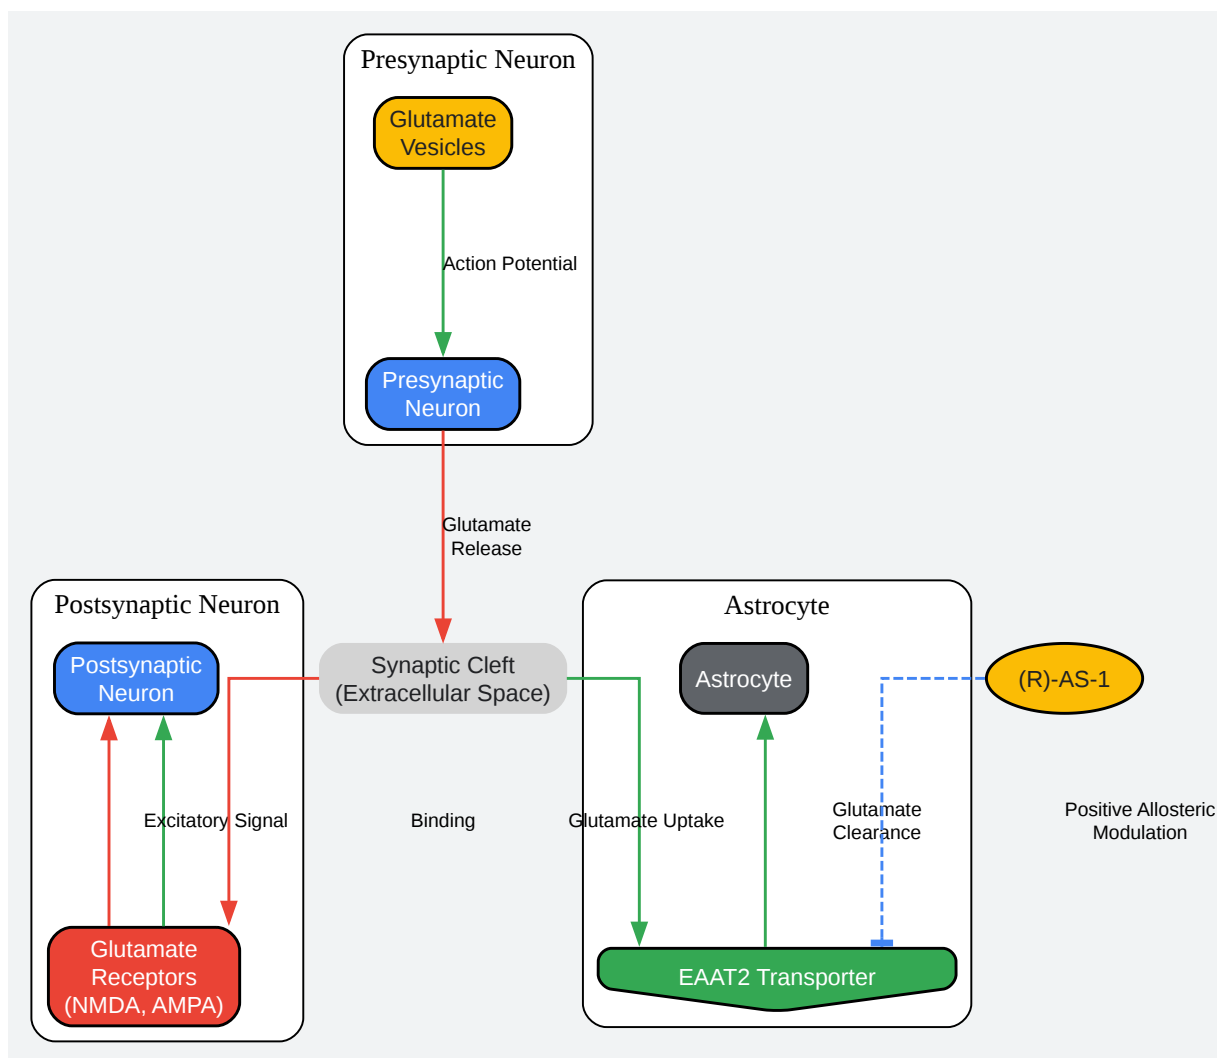 Presynaptic Neuron
Glutamate
Vesicles
Action Potential
Presynaptic
Neuron
Glutamate
Release
Postsynaptic Neuron
Astrocyte
Postsynaptic
Neuron
Synaptic Cleft
(Extracellular Space)
Astrocyte
(R)-AS-1
Excitatory Signal
Binding
Glutamate Uptake
Glutamate
Clearance
Positive Allosteric
Modulation
Glutamate
Receptors
(NMDA, AMPA)
EAAT2 Transporter